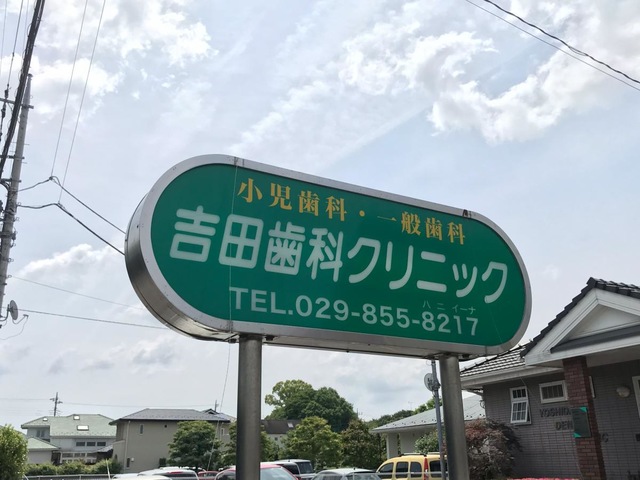 小児歯科・一般歯科
吉田歯科クリニック
ハ ニ イーナ
TEL.029-855-8217
YOSHIDA